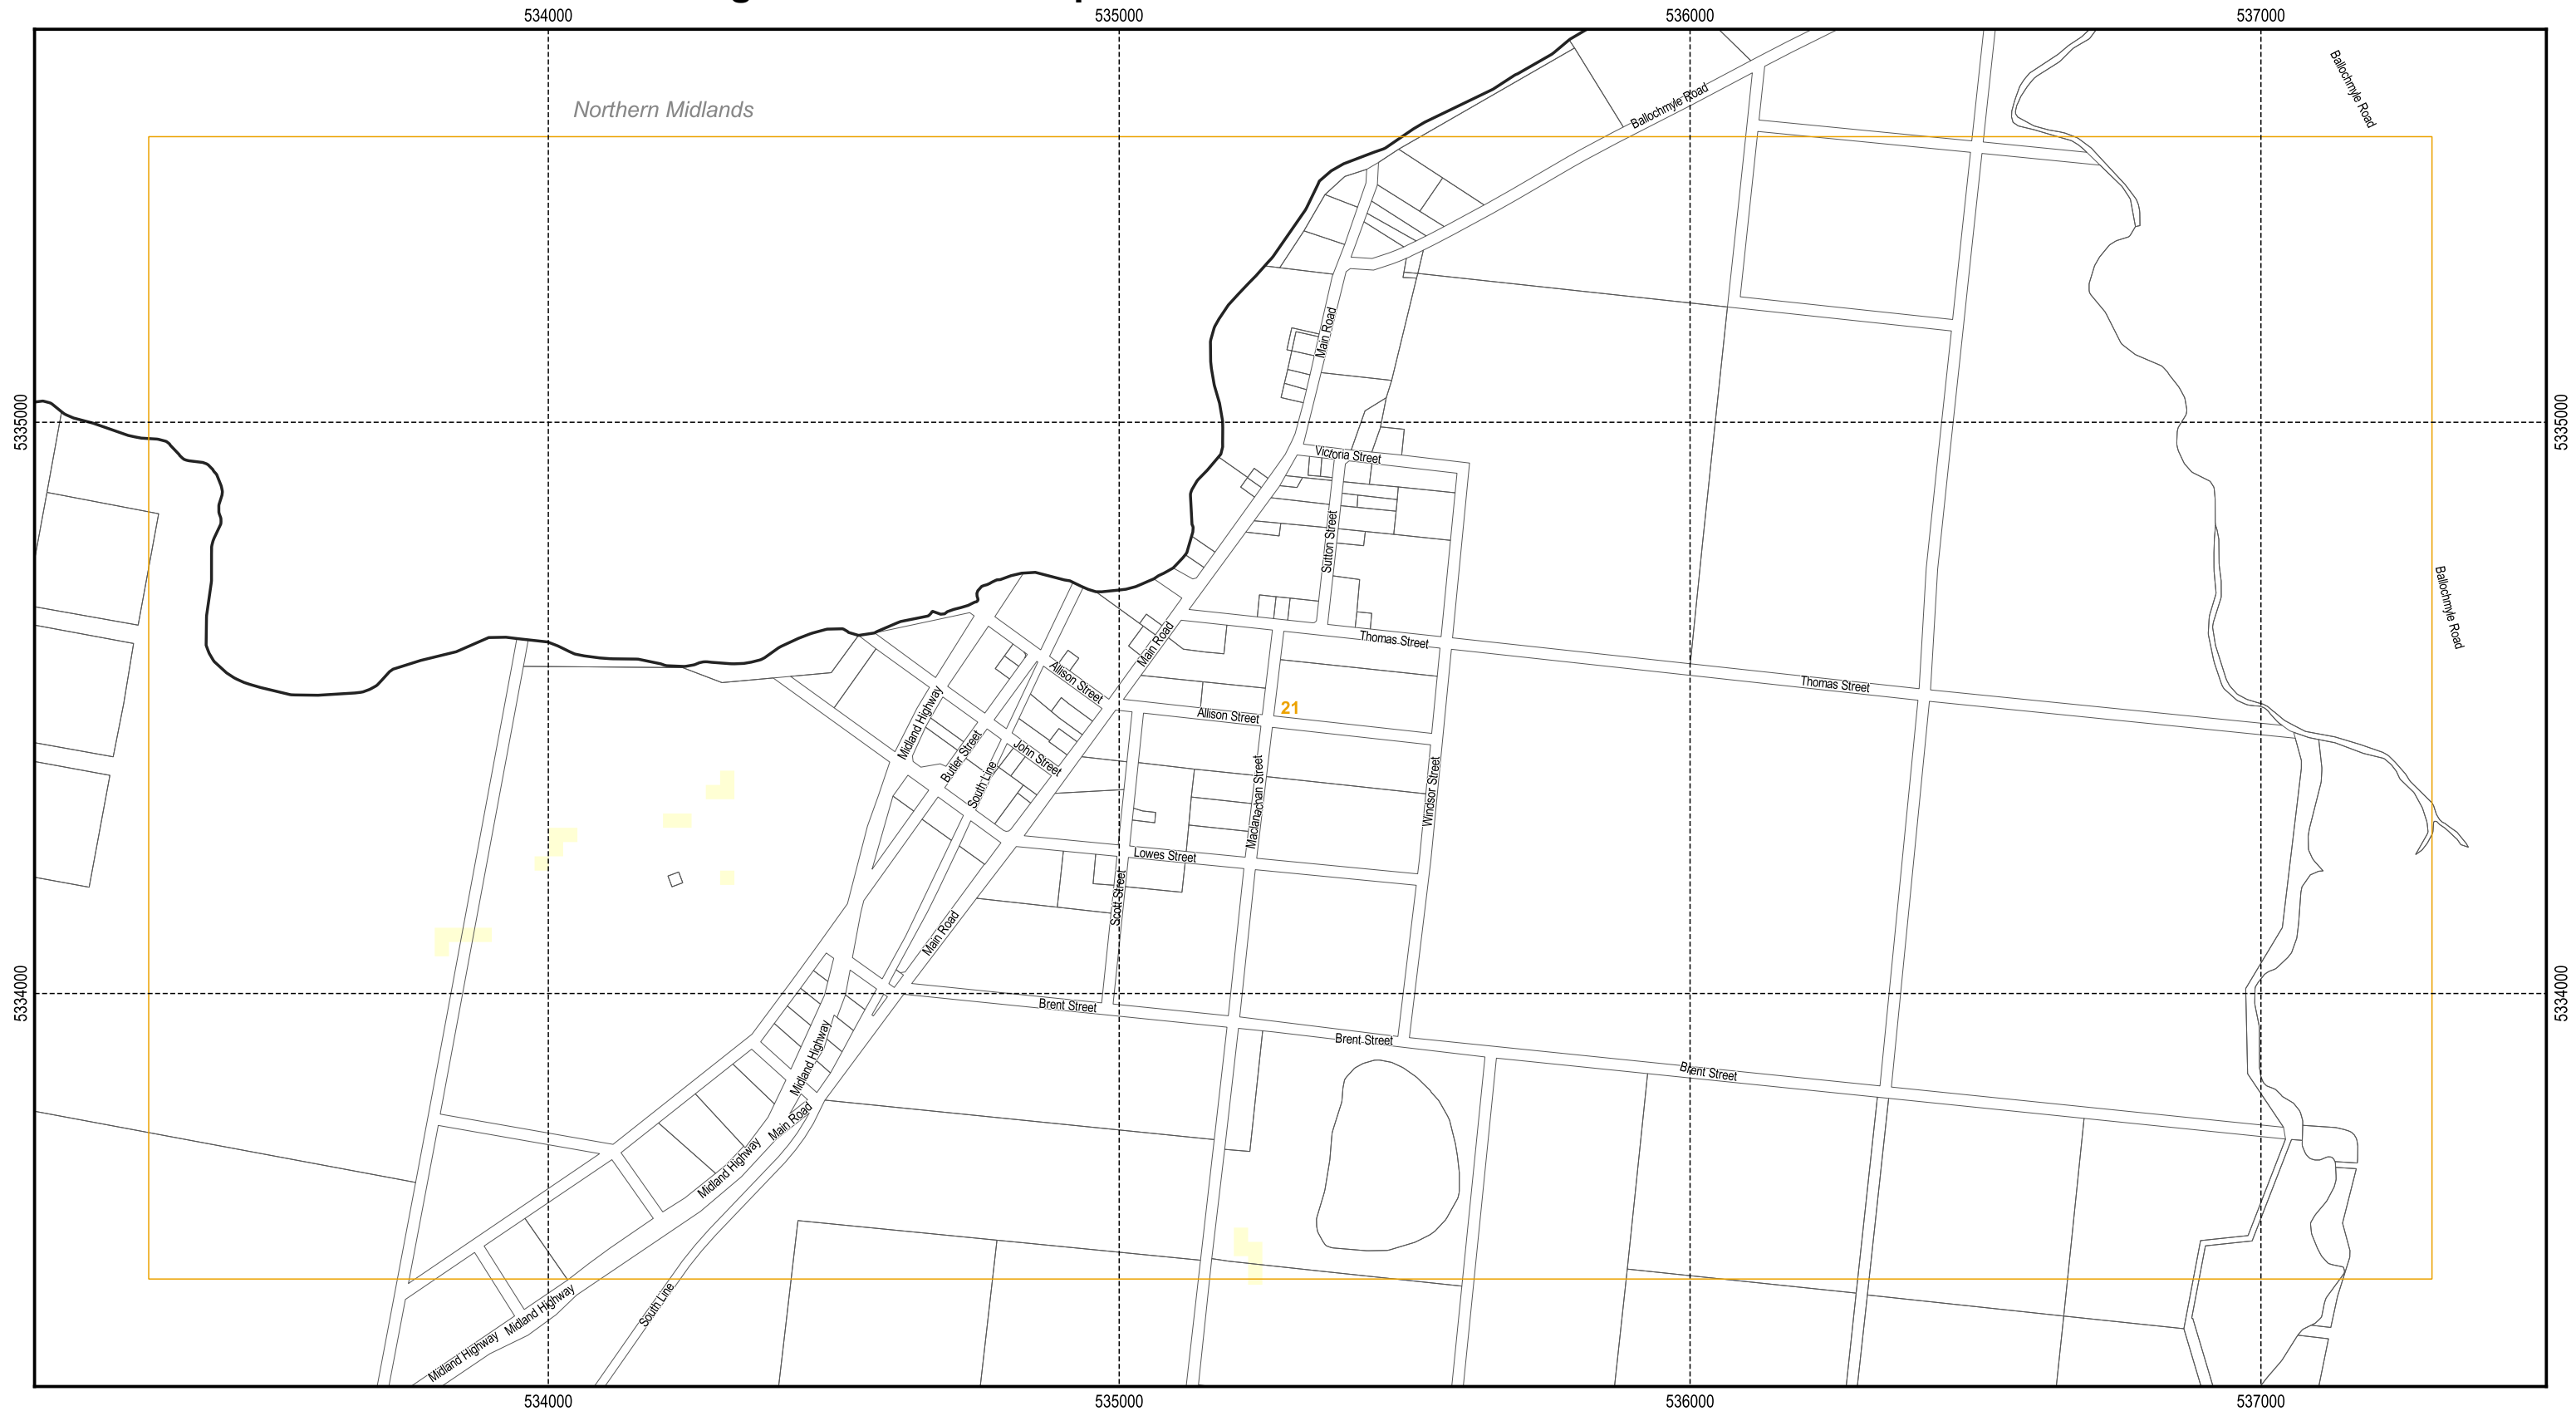 534000
535000
536000
537000
Northern Midlands
Ballochmyle Road
Ballochmyle Road
Main Road
5335000
5335000
Victoria Street
Sutton Street
Ballochmyle Road
Thomas Street
Main Road
Allison Street
Thomas Street
Midland Highway
Allison Street
21
Butler Street
John Street
South Line
Maclanachan Street
Windsor Street
Lowes Street
Scott Street
Main Road
5334000
5334000
Brent Street
Brent Street
Midland Highway
Brent Street
Main Road
Midland Highway
South Line
Midland Highway
Midland Highway
534000
535000
536000
537000